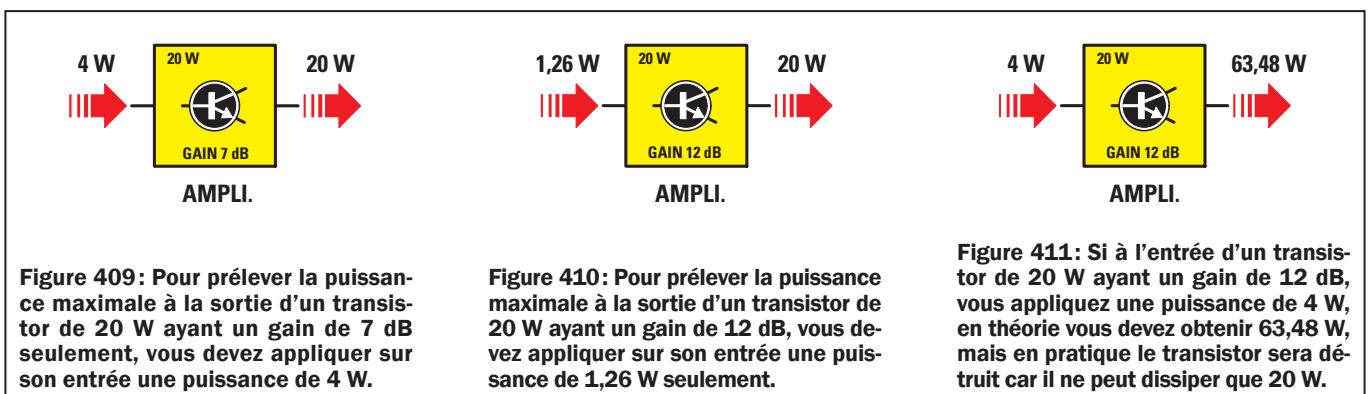 4 W
20 W
20 W
GAIN 7 dB
AMPLI.
Figure 409 : Pour prélever la puissan-
ce maximale à la sortie d’un transis-
tor de 20 W ayant un gain de 7 dB
seulement, vous devez appliquer sur
son entrée une puissance de 4 W.
1,26 W
20 W
20 W
GAIN 12 dB
AMPLI.
Figure 410 : Pour prélever la puissance
maximale à la sortie d’un transistor de
20 W ayant un gain de 12 dB, vous de-
vez appliquer sur son entrée une puis-
sance de 1,26 W seulement.
4 W
20 W
63,48 W
GAIN 12 dB
AMPLI.
Figure 411 : Si à l’entrée d’un transis-
tor de 20 W ayant un gain de 12 dB,
vous appliquez une puissance de 4 W,
en théorie vous devez obtenir 63,48 W,
mais en pratique le transistor sera dé-
truit car il ne peut dissiper que 20 W.